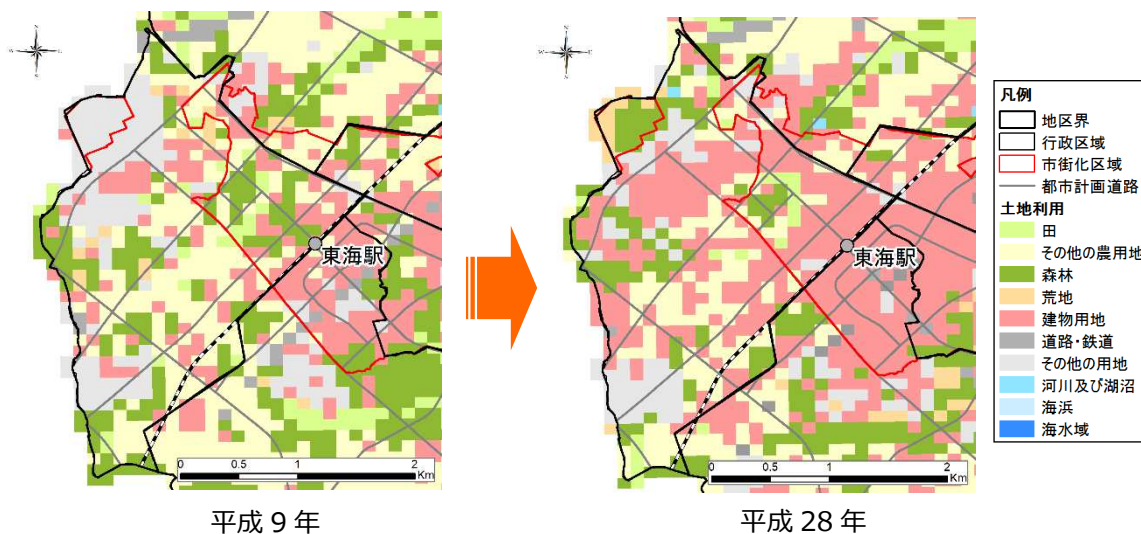 東海駅
0 0.5 1 2
Km
平成 9 年
東海駅
0 0.5 1 2
Km
平成 28 年
凡例
地区界
行政区域
市街化区域
都市計画道路
土地利用
田
その他の農用地
森林
荒地
建物用地
道路・鉄道
その他の用地
河川及び湖沼
海浜
海水域